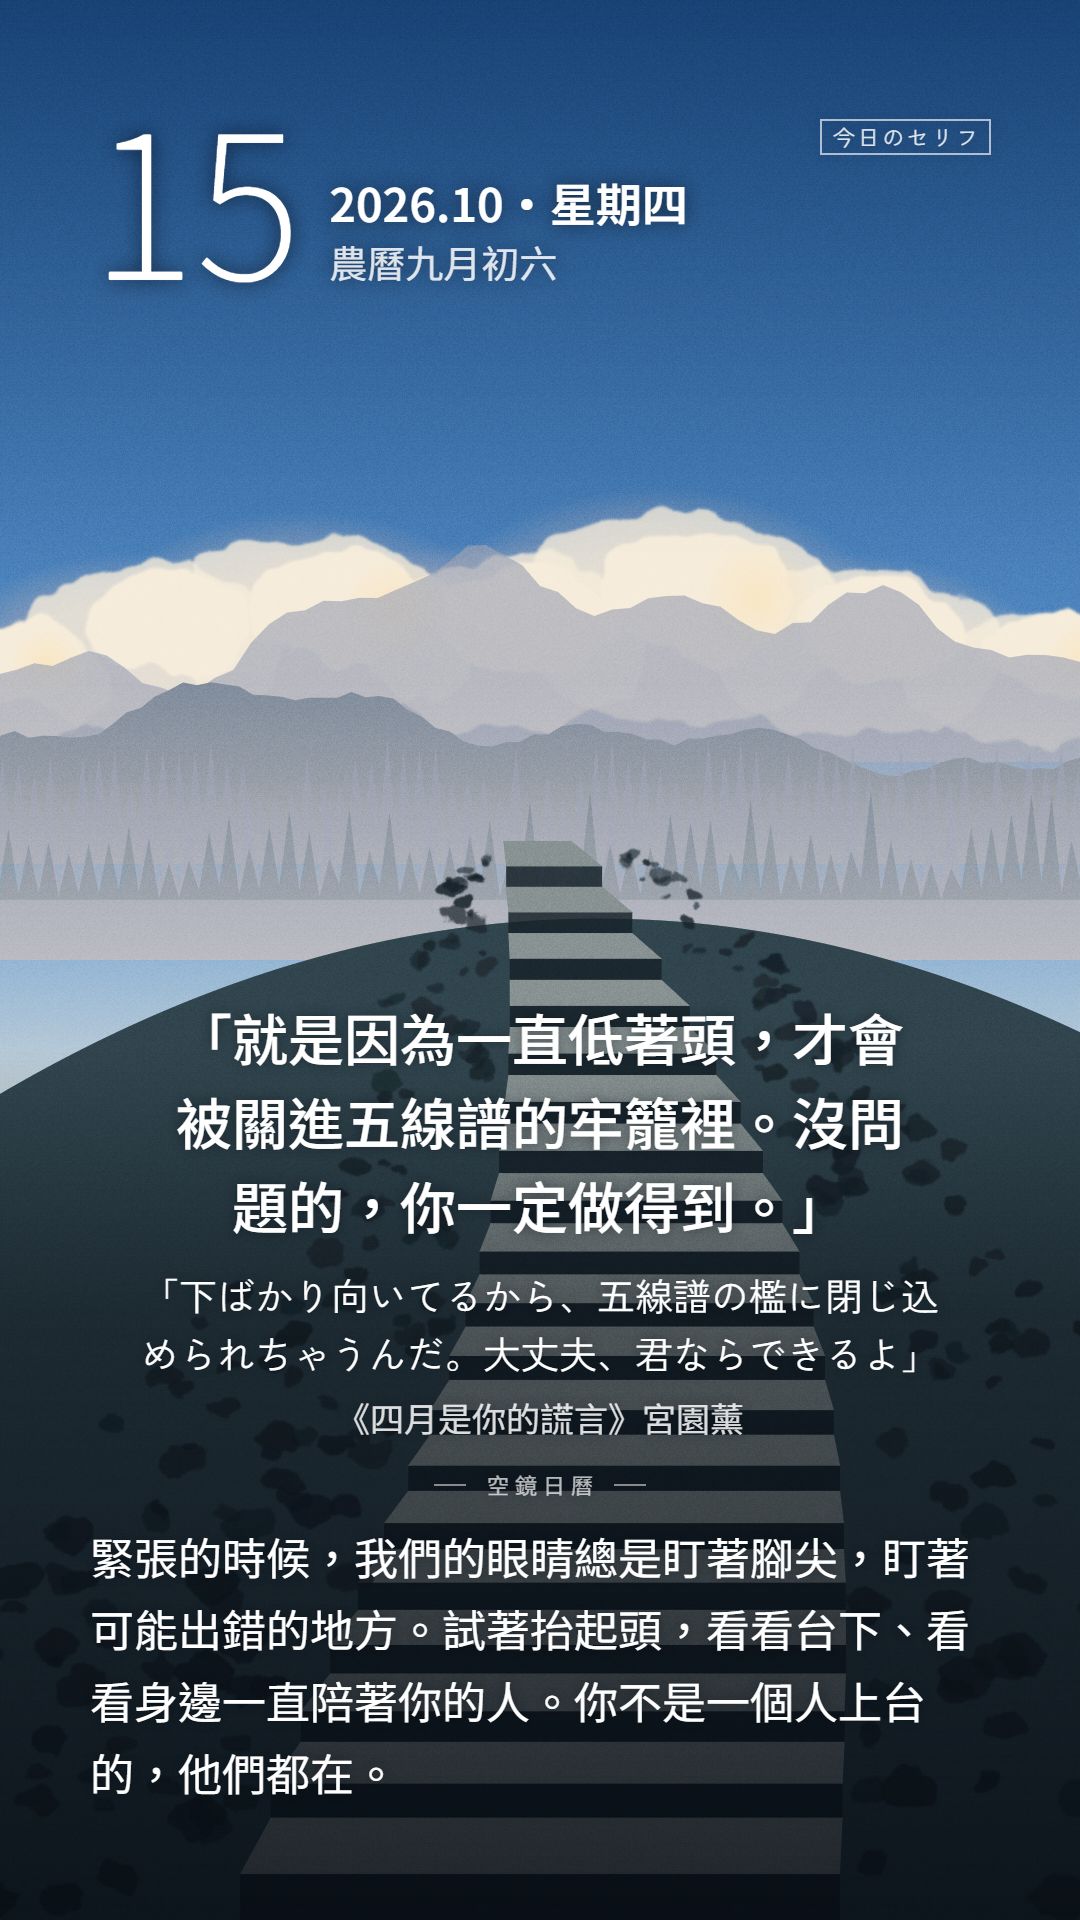 15
今日のセリフ
2026.10・星期四
農曆九月初六
「就是因為一直低著頭，才會
被關進五線譜的牢籠裡。沒問
題的，你一定做得到。」
「下ばかり向いてるから、五線譜の檻に閉じ込
められちゃうんだ。大丈夫、君ならできるよ」
《四月是你的謊言》宮園薰
空鏡日曆
緊張的時候，我們的眼睛總是盯著腳尖，盯著
可能出錯的地方。試著抬起頭，看看台下、看
看身邊一直陪著你的人。你不是一個人上台
的，他們都在。